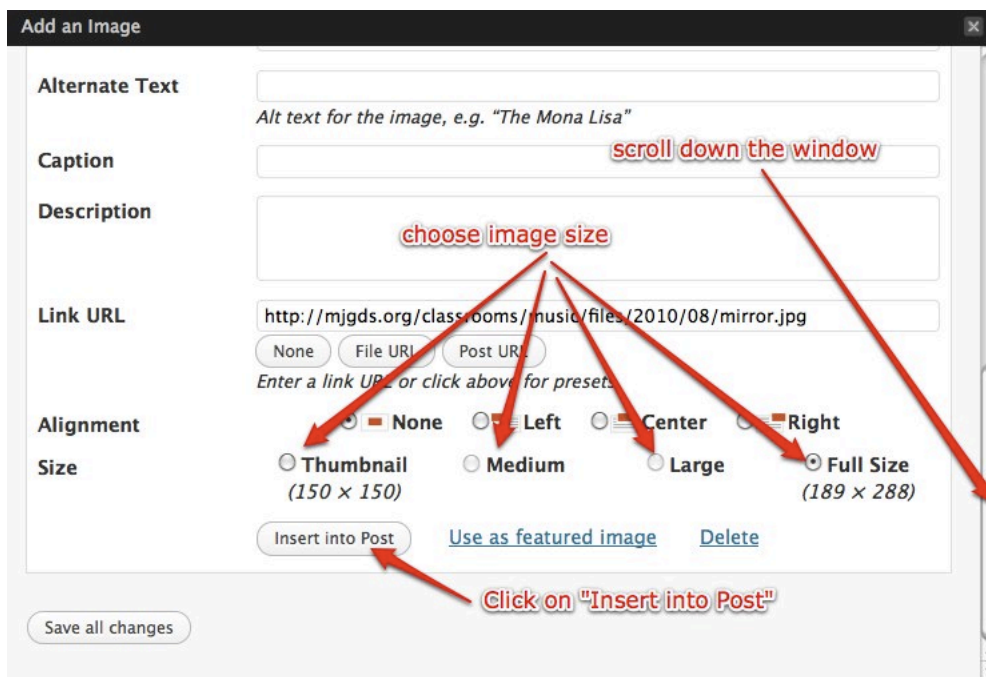 Add an Image
Alternate Text
Alt text for the image, e.g. “The Mona Lisa”
Caption
scroll down the window
Description
choose image size
Link URL
http://mjgds.org/classrooms/music/files/2010/08/mirror.jpg
None File URL Post URL
Enter a link URL or click above for presets
Alignment None Left Center Right
Size Thumbnail Medium Large Full Size
(150 × 150) (189 × 288)
Insert into Post Use as featured image Delete
Click on "Insert into Post"
Save all changes